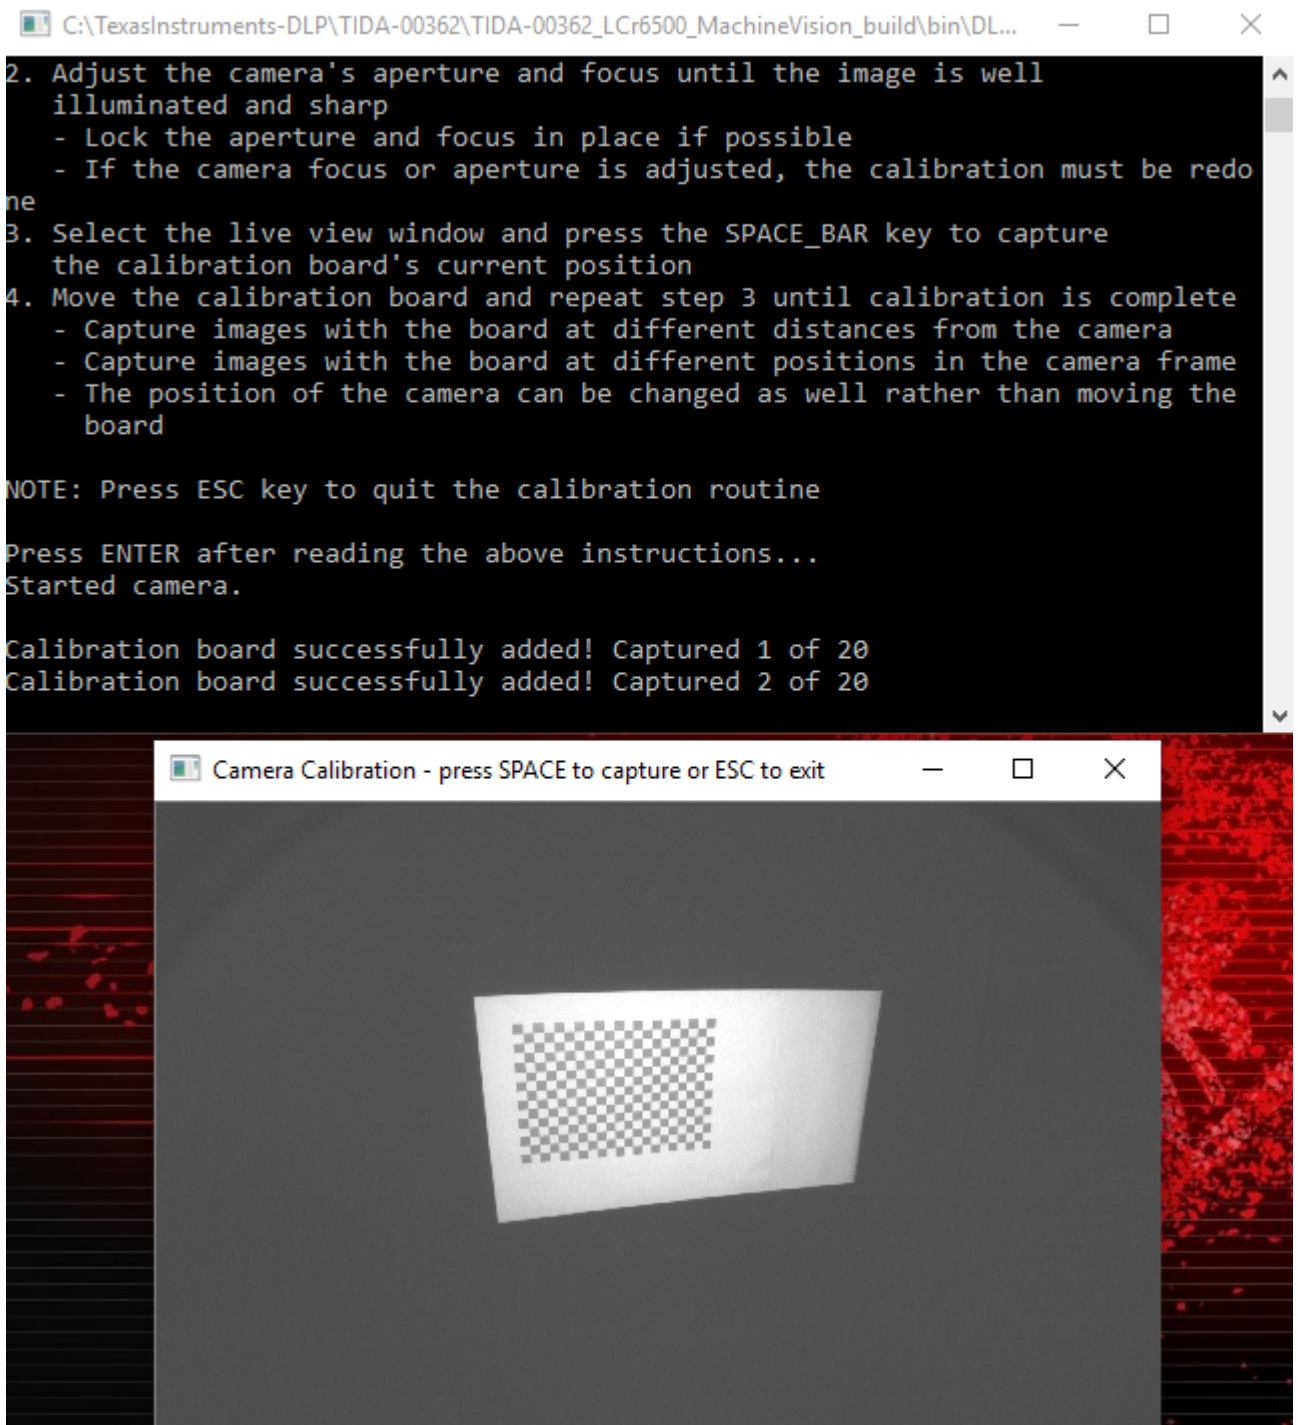 C:\TexasInstruments-DLP\TIDA-00362\TIDA-00362_LCr6500_MachineVision_build\bin\DL...
2. Adjust the camera's aperture and focus until the image is well
illuminated and sharp
- Lock the aperture and focus in place if possible
- If the camera focus or aperture is adjusted, the calibration must be redo
ne
3. Select the live view window and press the SPACE_BAR key to capture
the calibration board's current position
4. Move the calibration board and repeat step 3 until calibration is complete
- Capture images with the board at different distances from the camera
- Capture images with the board at different positions in the camera frame
- The position of the camera can be changed as well rather than moving the
board
NOTE: Press ESC key to quit the calibration routine
Press ENTER after reading the above instructions...
Started camera.
Calibration board successfully added! Captured 1 of 20
Calibration board successfully added! Captured 2 of 20
Camera Calibration - press SPACE to capture or ESC to exit